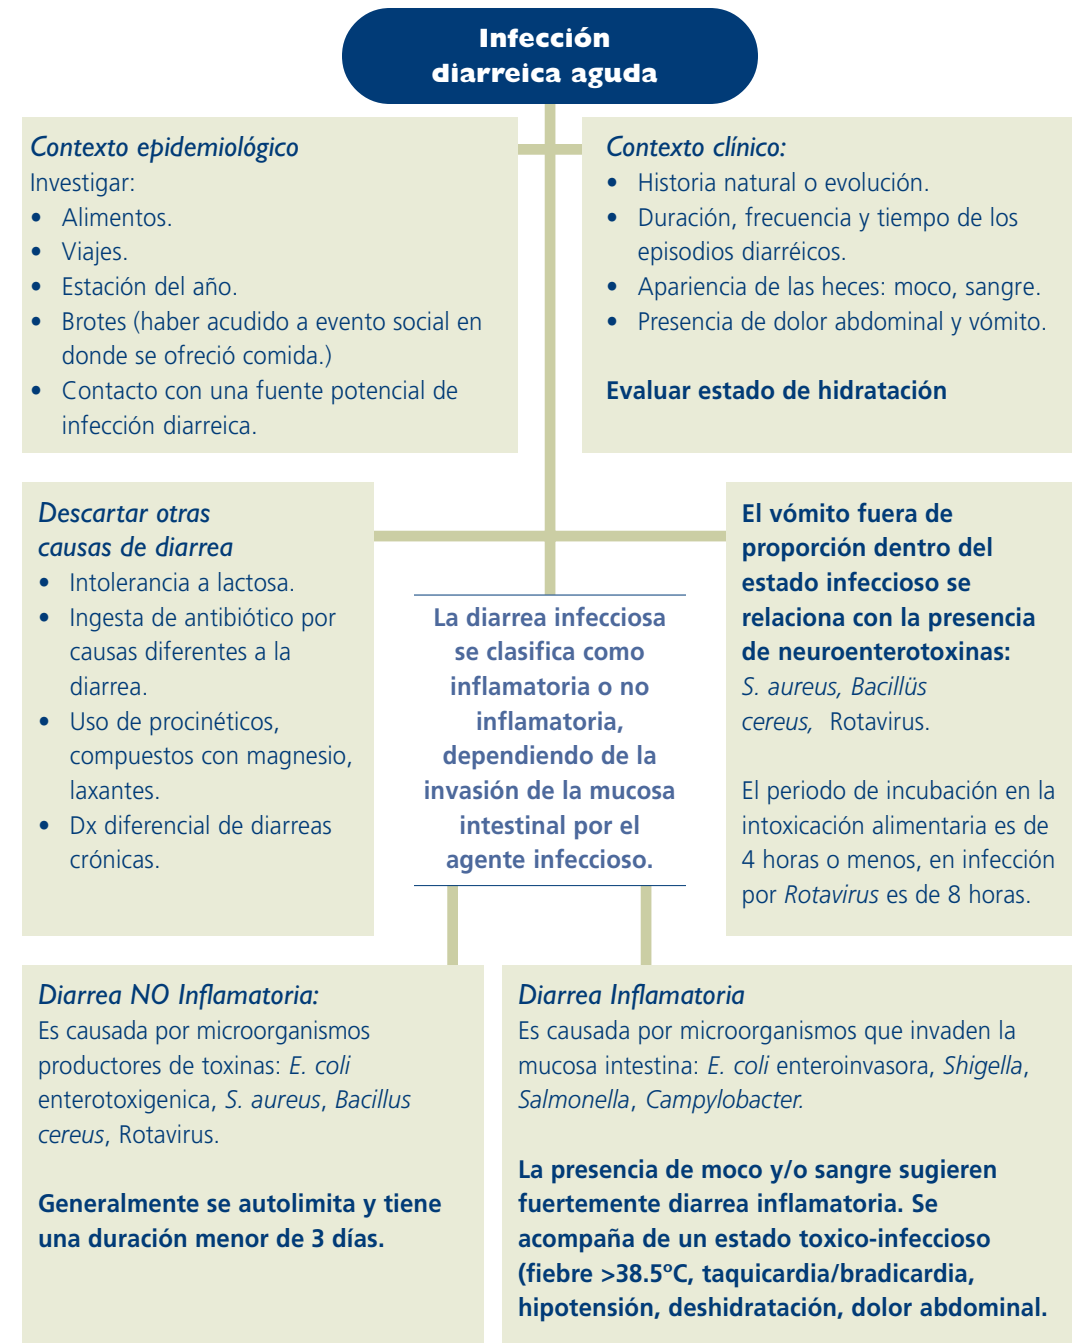 Infección
diarreica aguda
Contexto epidemiológico
Investigar:
• Alimentos.
• Viajes.
• Estación del año.
• Brotes (haber acudido a evento social en
donde se ofreció comida.)
• Contacto con una fuente potencial de
infección diarreica.
Contexto clínico:
• Historia natural o evolución.
• Duración, frecuencia y tiempo de los
episodios diarréicos.
• Apariencia de las heces: moco, sangre.
• Presencia de dolor abdominal y vómito.
Evaluar estado de hidratación
Descartar otras
causas de diarrea
• Intolerancia a lactosa.
• Ingesta de antibiótico por
causas diferentes a la
diarrea.
• Uso de procinéticos,
compuestos con magnesio,
laxantes.
• Dx diferencial de diarreas
crónicas.
La diarrea infecciosa
se clasifica como
inflamatoria o no
inflamatoria,
dependiendo de la
invasión de la mucosa
intestinal por el
agente infeccioso.
El vómito fuera de
proporción dentro del
estado infeccioso se
relaciona con la presencia
de neuroenterotoxinas:
S. aureus, Bacillüs
cereus, Rotavirus.
El periodo de incubación en la
intoxicación alimentaria es de
4 horas o menos, en infección
por Rotavirus es de 8 horas.
Diarrea NO Inflamatoria:
Es causada por microorganismos
productores de toxinas: E. coli
enterotoxigenica, S. aureus, Bacillus
cereus, Rotavirus.
Generalmente se autolimita y tiene
una duración menor de 3 días.
Diarrea Inflamatoria
Es causada por microorganismos que invaden la
mucosa intestina: E. coli enteroinvasora, Shigella,
Salmonella, Campylobacter.
La presencia de moco y/o sangre sugieren
fuertemente diarrea inflamatoria. Se
acompaña de un estado toxico-infeccioso
(fiebre >38.5ºC, taquicardia/bradicardia,
hipotensión, deshidratación, dolor abdominal.